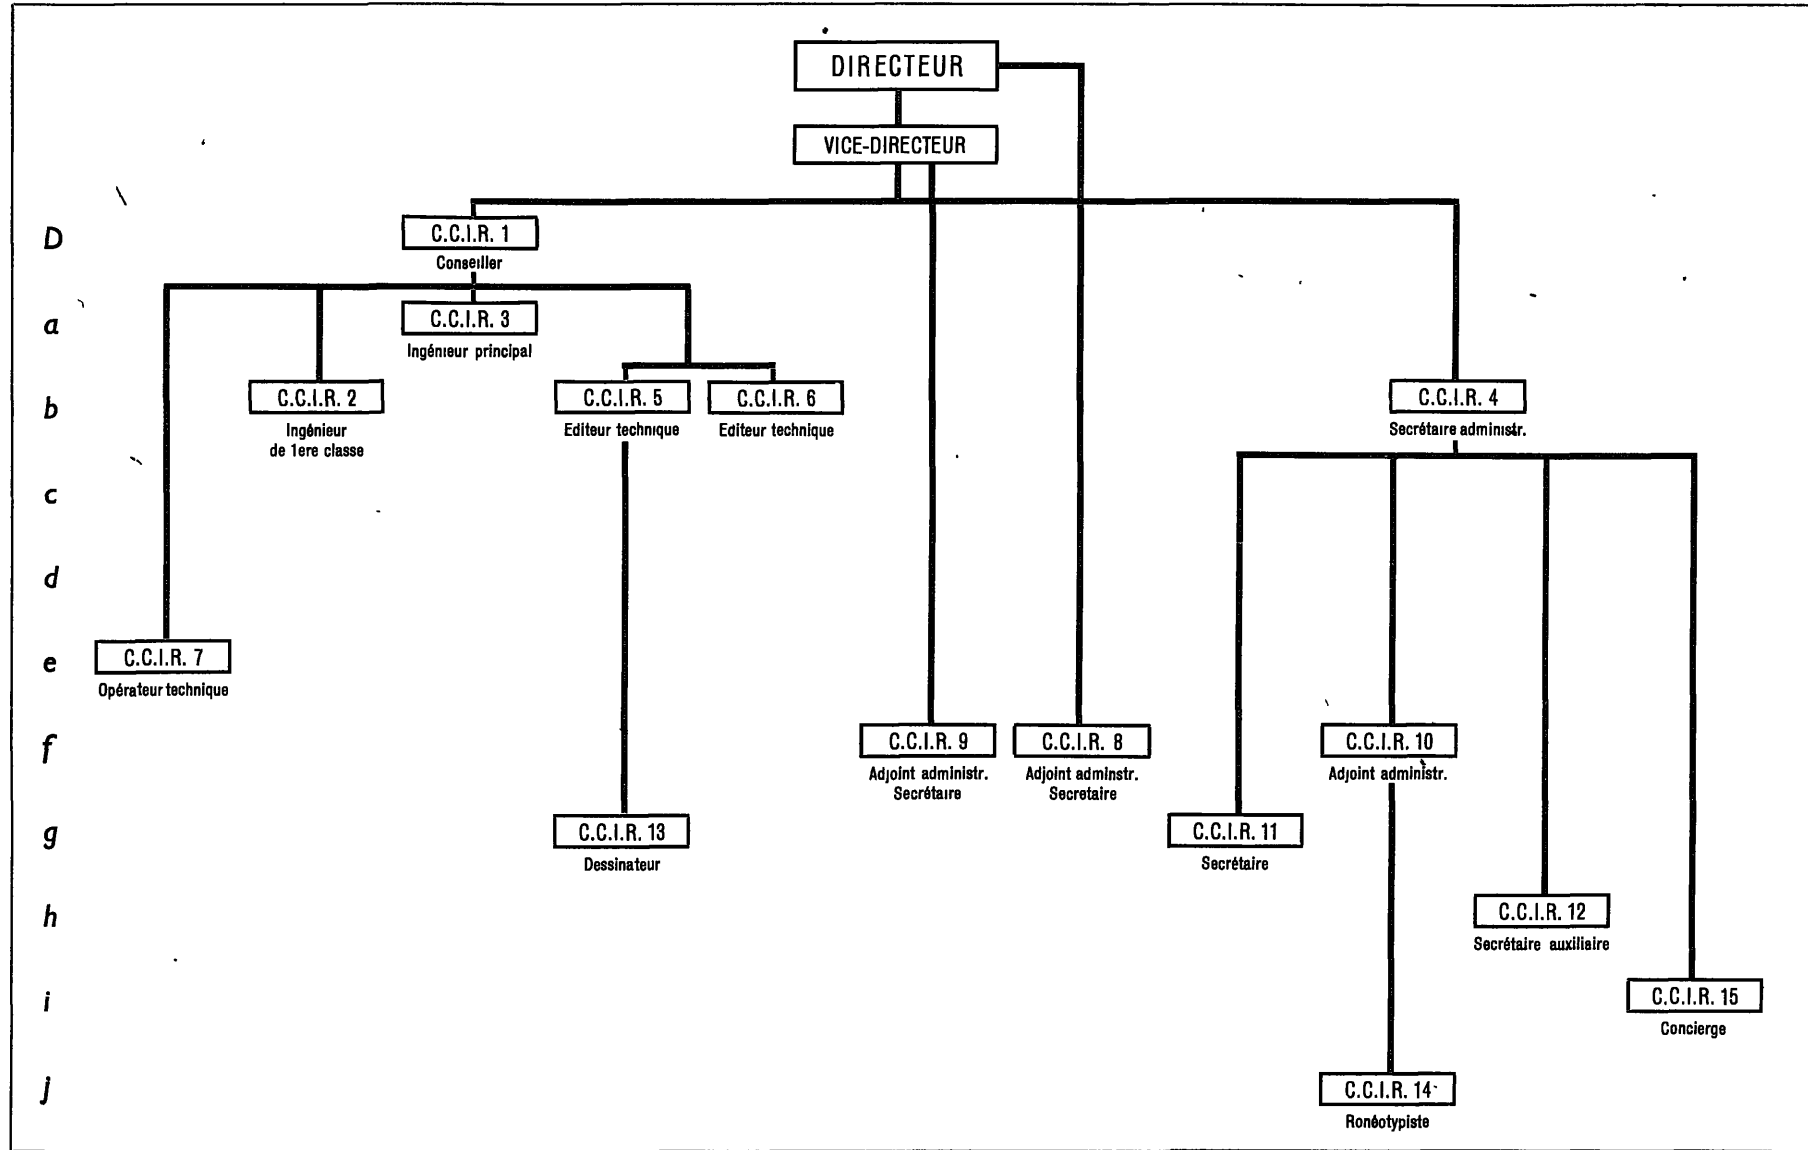 DIRECTEUR
VICE-DIRECTEUR
D
C.C.I.R. 1
Conseiller
a
C.C.I.R. 3
Ingénieur principal
b
C.C.I.R. 2
Ingénieur
de 1ere classe
C.C.I.R. 5
Editeur technique
C.C.I.R. 6
Editeur technique
C.C.I.R. 4
Secrétaire administr.
c
d
e
C.C.I.R. 7
Opérateur technique
f
C.C.I.R. 9
Adjoint administr.
Secrétaire
C.C.I.R. 8
Adjoint adminstr.
Secretaire
C.C.I.R. 10
Adjoint administr.
g
C.C.I.R. 13
Dessinateur
C.C.I.R. 11
Secrétaire
h
C.C.I.R. 12
Secrétaire auxiliaire
i
C.C.I.R. 15
Concierge
j
C.C.I.R. 14
Ronéotypiste